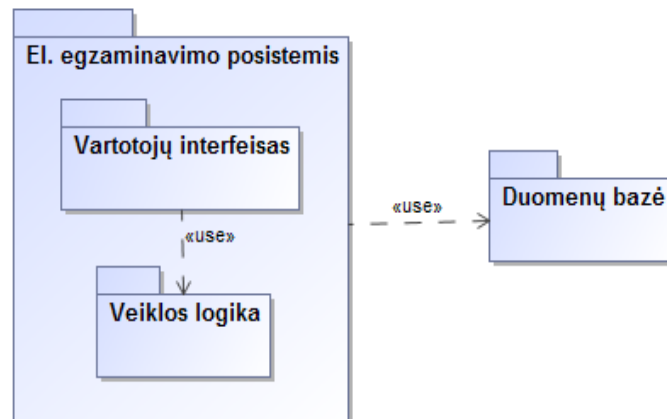 El. egzaminavimo posistemis
Vartotojų interfeisas
«use»
Veiklos logika
«use»
Duomenų bazė